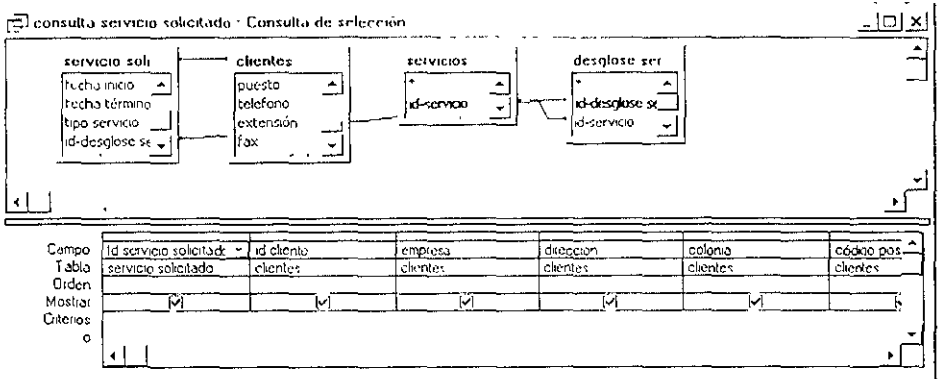 consulta servicio solicitado : Consulta de selección
servicio soli clientes servicios desglose ser
fecha inicio puesto * *
fecha término telefono id-servicio id-desglose se
tipo servicio extensión id-servicio
id-desglose se fax
Campo Id servicio solicitado id cliente empresa direccion colonia código pos
Tabla servicio solicitado clientes clientes clientes clientes clientes
Orden
Mostrar
Criterios
o